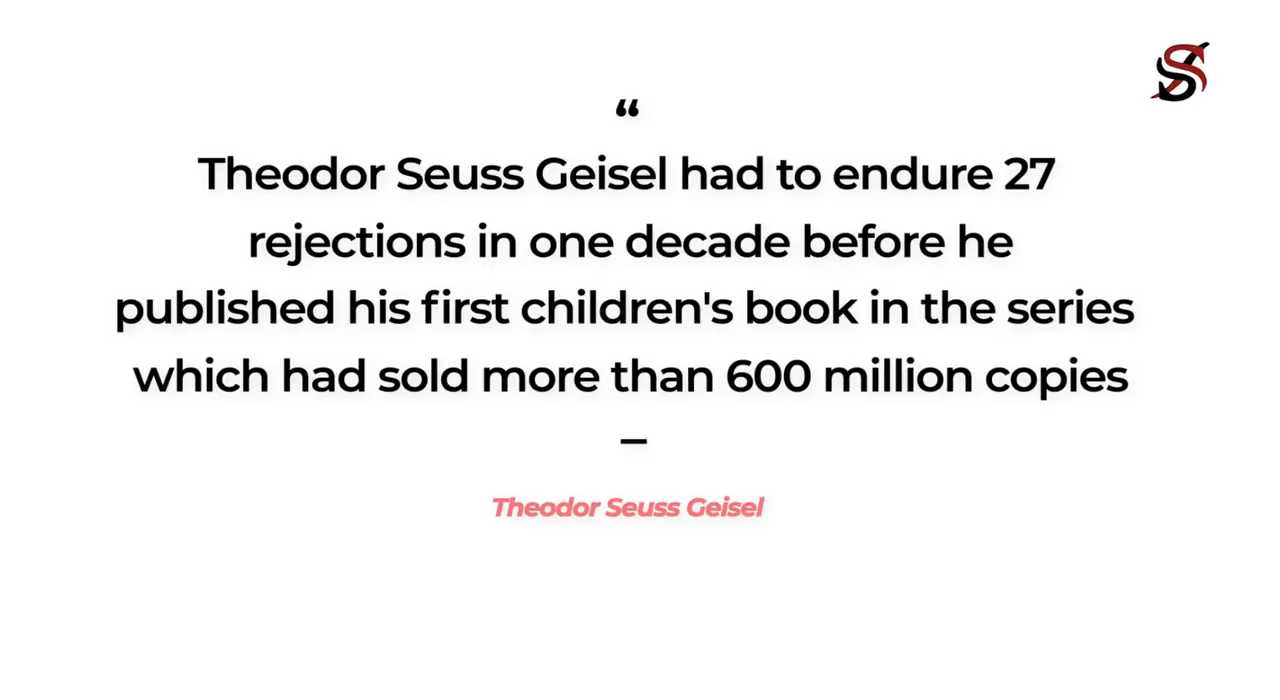 “
Theodor Seuss Geisel had to endure 27
rejections in one decade before he
published his first children's book in the series
which had sold more than 600 million copies
–
Theodor Seuss Geisel